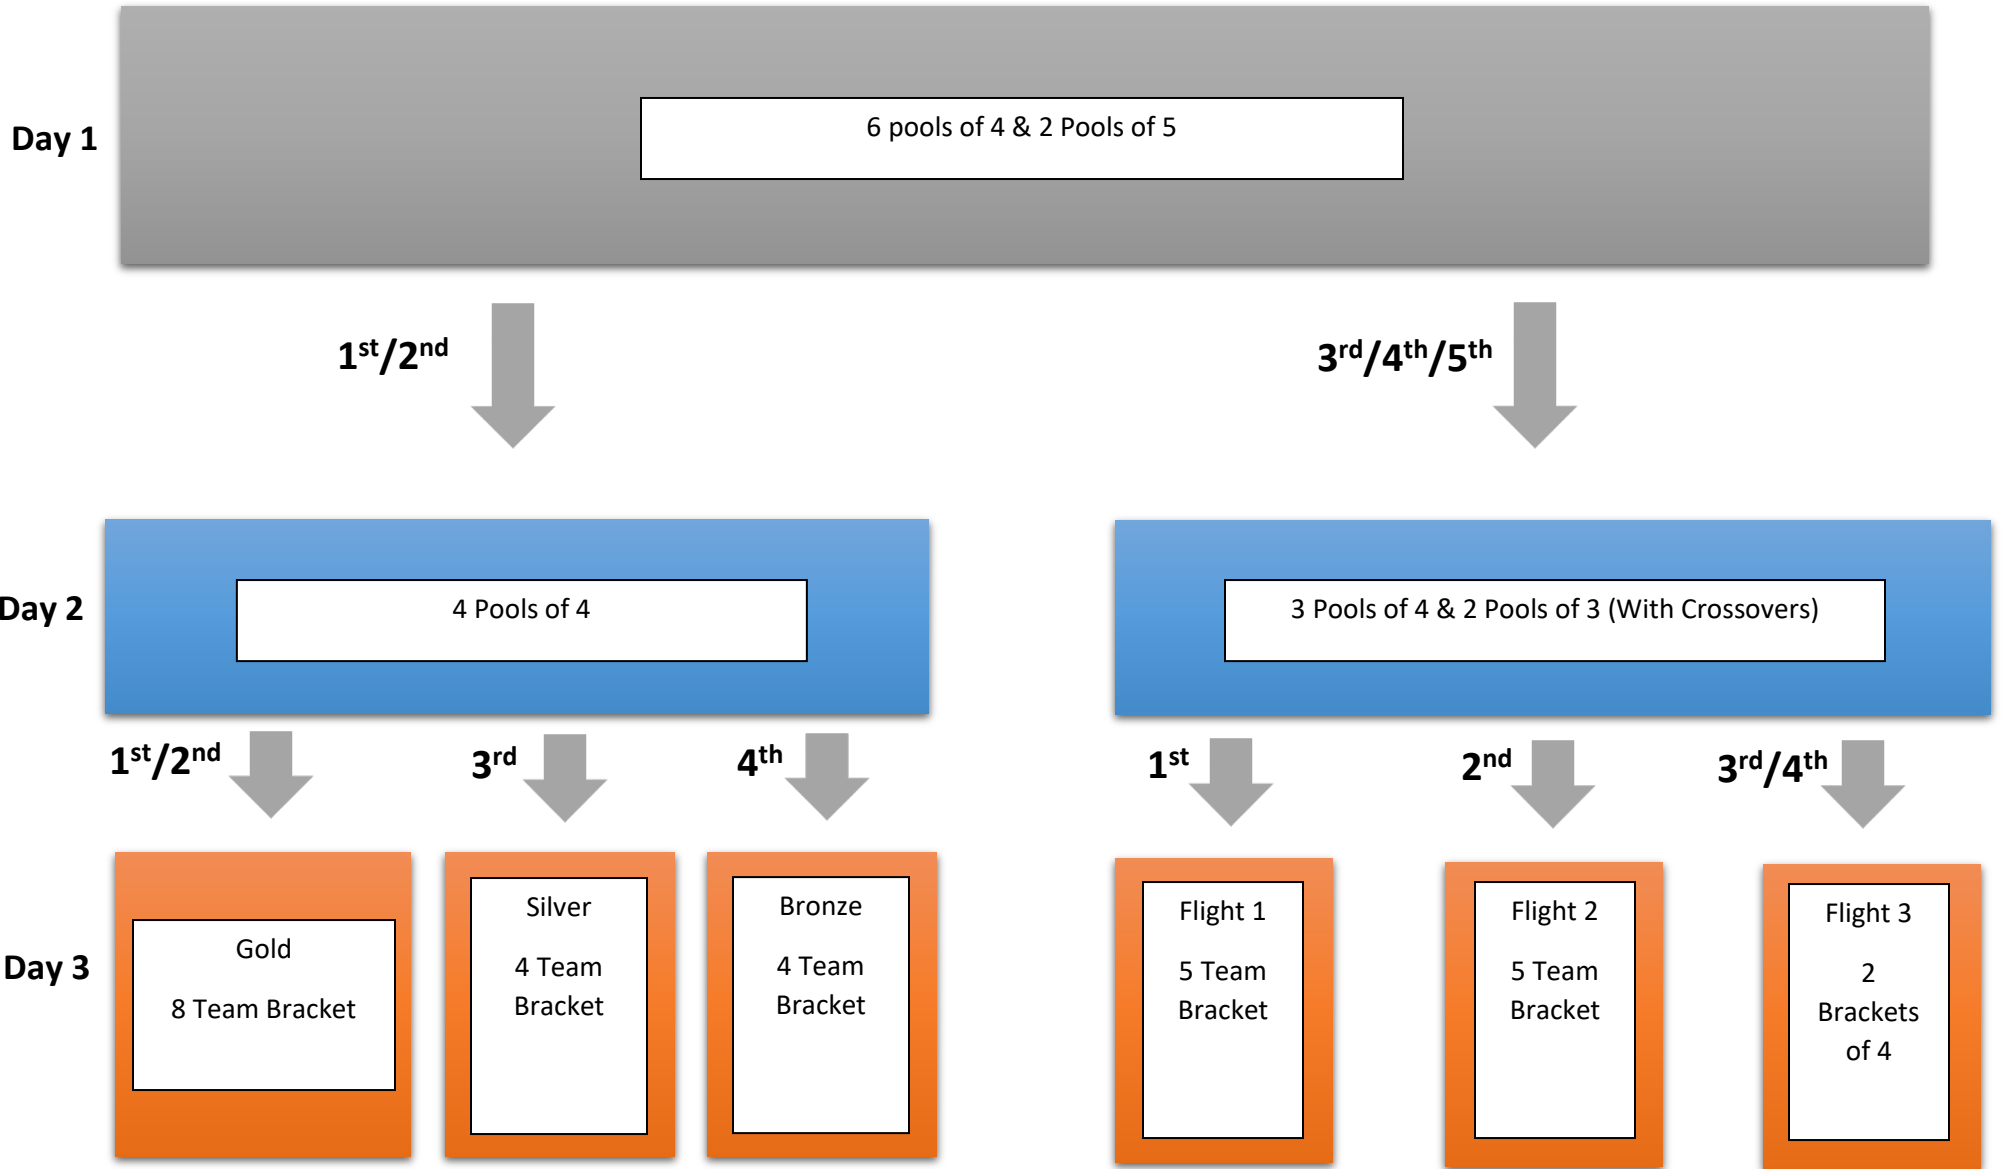 Day 1
6 pools of 4 & 2 Pools of 5
1st/2nd
3rd/4th/5th
Day 2
4 Pools of 4
3 Pools of 4 & 2 Pools of 3 (With Crossovers)
1st/2nd
3rd
4th
1st
2nd
3rd/4th
Day 3
Gold
8 Team Bracket
Silver
4 Team
Bracket
Bronze
4 Team
Bracket
Flight 1
5 Team
Bracket
Flight 2
5 Team
Bracket
Flight 3
2
Brackets
of 4